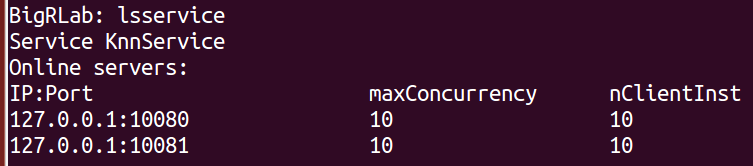 BigRLab: lsservice
Service KnnService
Online servers:
IP:Port maxConcurrency nClientInst
127.0.0.1:10080 10 10
127.0.0.1:10081 10 10